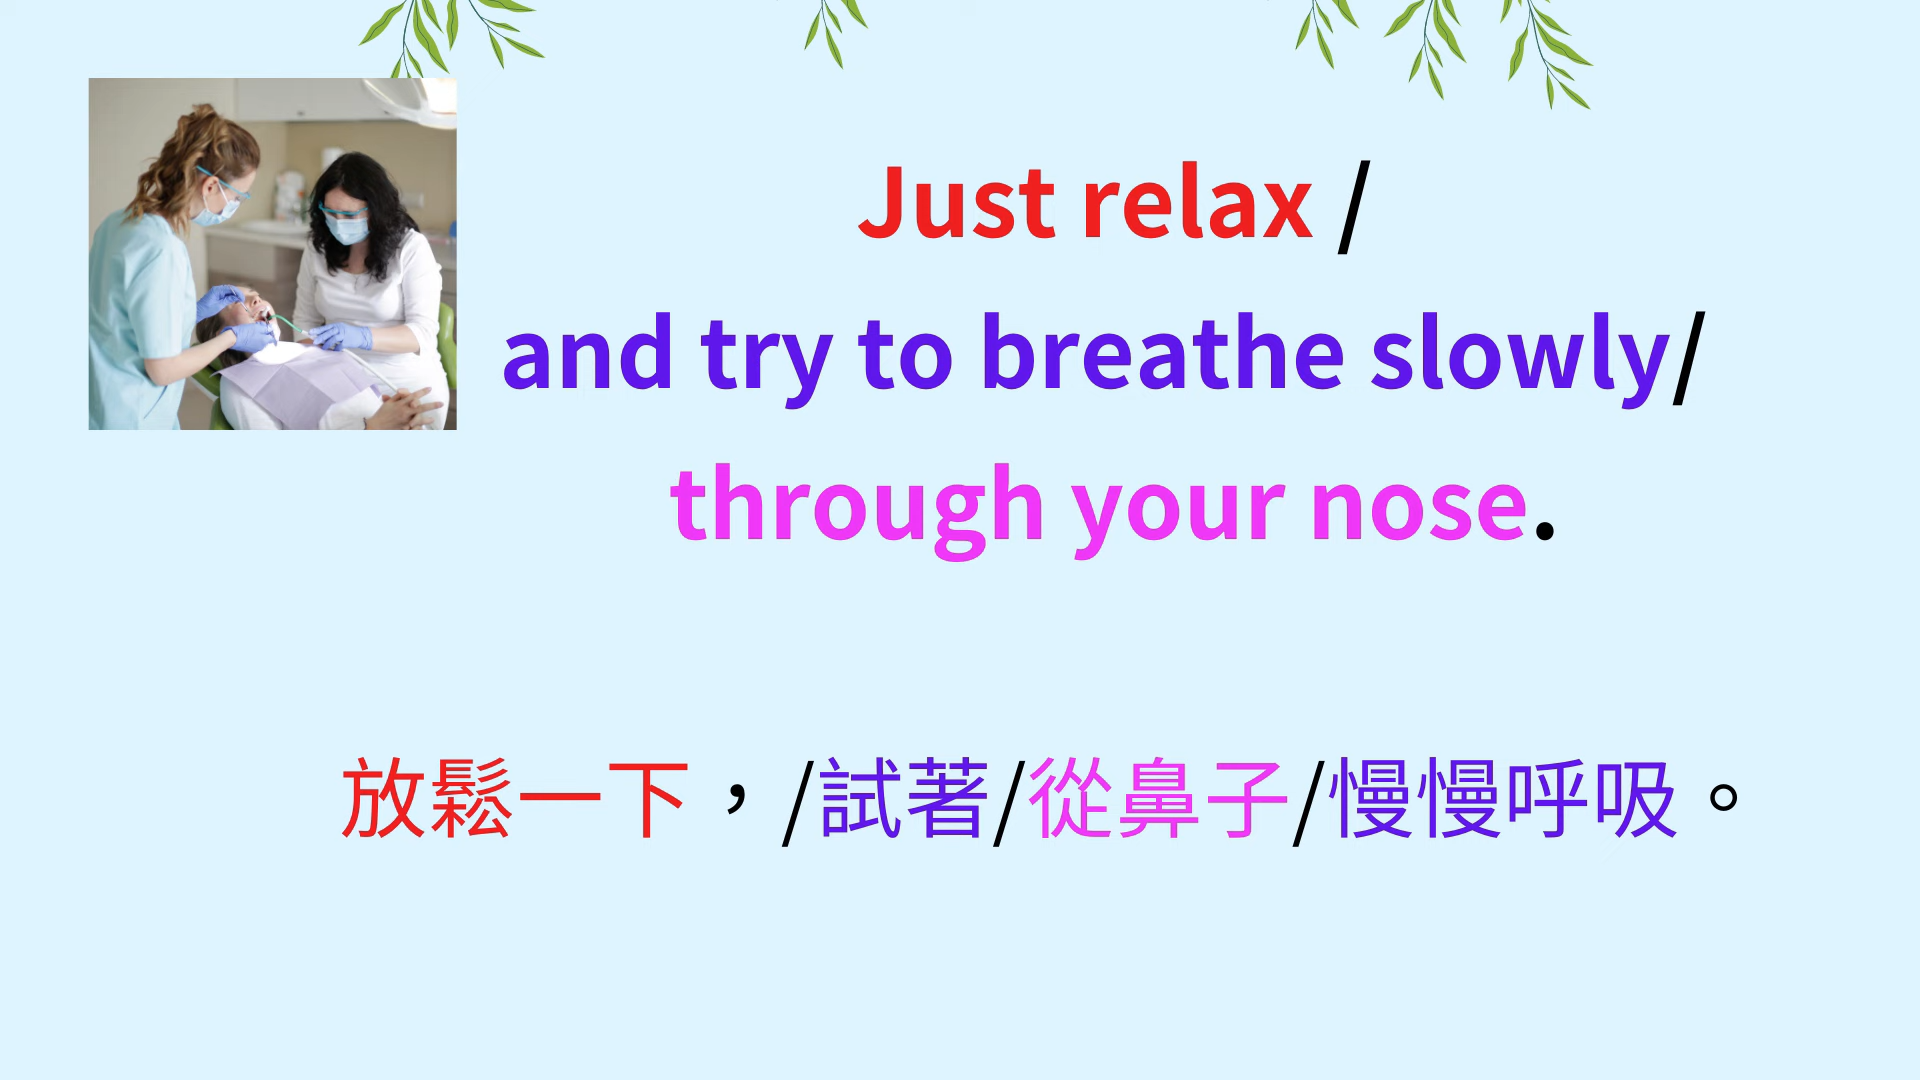 Just relax /
and try to breathe slowly/
through your nose.
放鬆一下，/試著/從鼻子/慢慢呼吸。